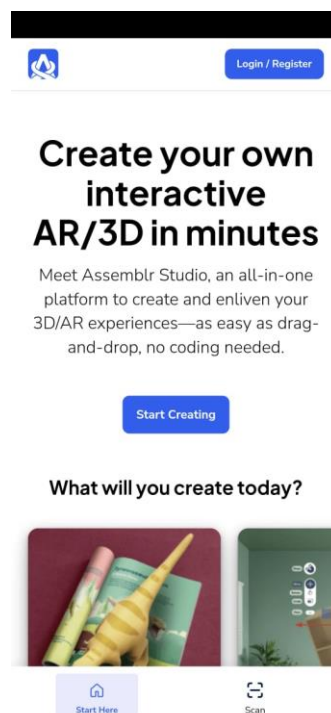 Login / Register
Create your own
interactive
AR/3D in minutes
Meet Assemblr Studio, an all-in-one
platform to create and enliven your
3D/AR experiences—as easy as drag-
and-drop, no coding needed.
Start Creating
What will you create today?
Start Here
Scan